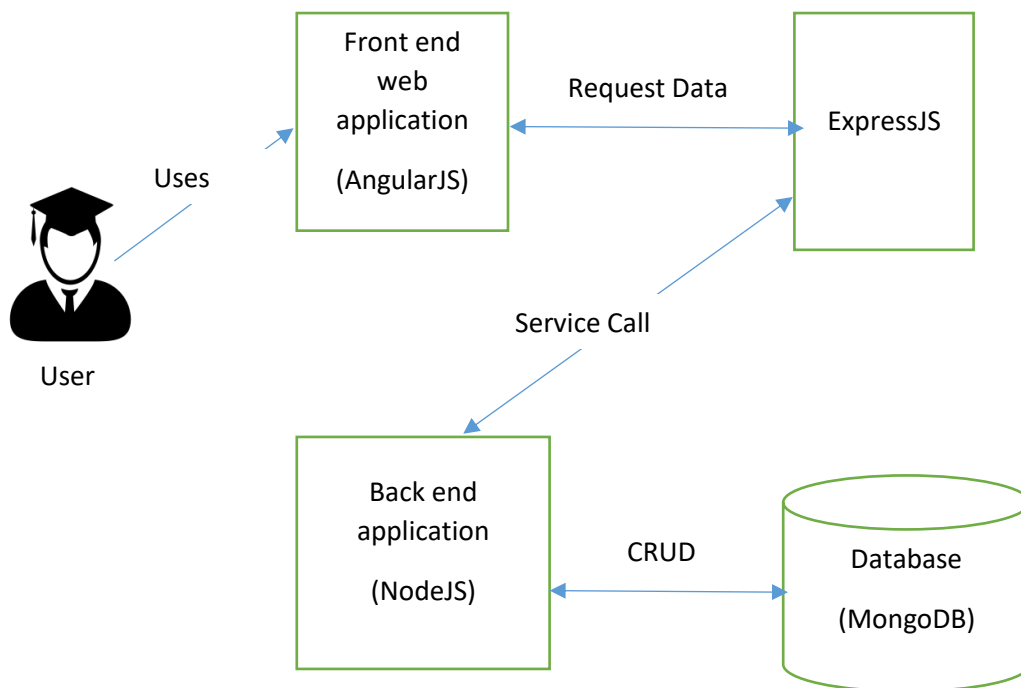 Front end
web
application
(AngularJS)
Request Data
ExpressJS
Uses
User
Service Call
Back end
application
(NodeJS)
CRUD
Database
(MongoDB)